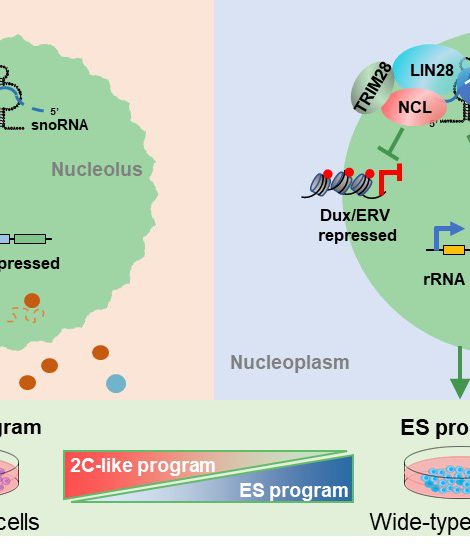 TRIM28
LIN28
NCL
5'
snoRNA
5'
Nucleolus
Dux/ERV
repressed
pressed
rRNA
Nucleoplasm
gram
ES pro
2C-like program
ES program
cells
Wide-type